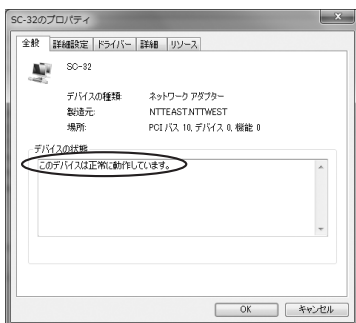 SC-32のプロパティ
全般 詳細設定 ドライバー 詳細 リソース
SC-32
デバイスの種類: ネットワーク アダプター
製造元: NTTEAST.NTTWEST
場所: PCI バス 10, デバイス 0, 機能 0
デバイスの状態
このデバイスは正常に動作しています。
OK キャンセル